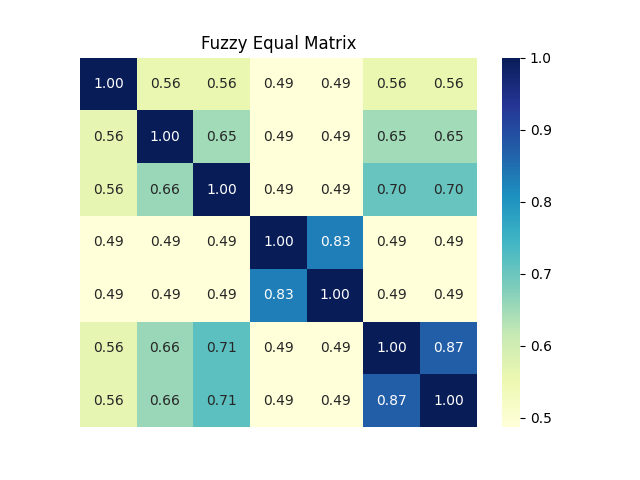 Fuzzy Equal Matrix
1.00 0.56 0.56 0.49 0.49 0.56 0.56
0.56 1.00 0.65 0.49 0.49 0.65 0.65
0.56 0.66 1.00 0.49 0.49 0.70 0.70
0.49 0.49 0.49 1.00 0.83 0.49 0.49
0.49 0.49 0.49 0.83 1.00 0.49 0.49
0.56 0.66 0.71 0.49 0.49 1.00 0.87
0.56 0.66 0.71 0.49 0.49 0.87 1.00
1.0
0.9
0.8
0.7
0.6
0.5